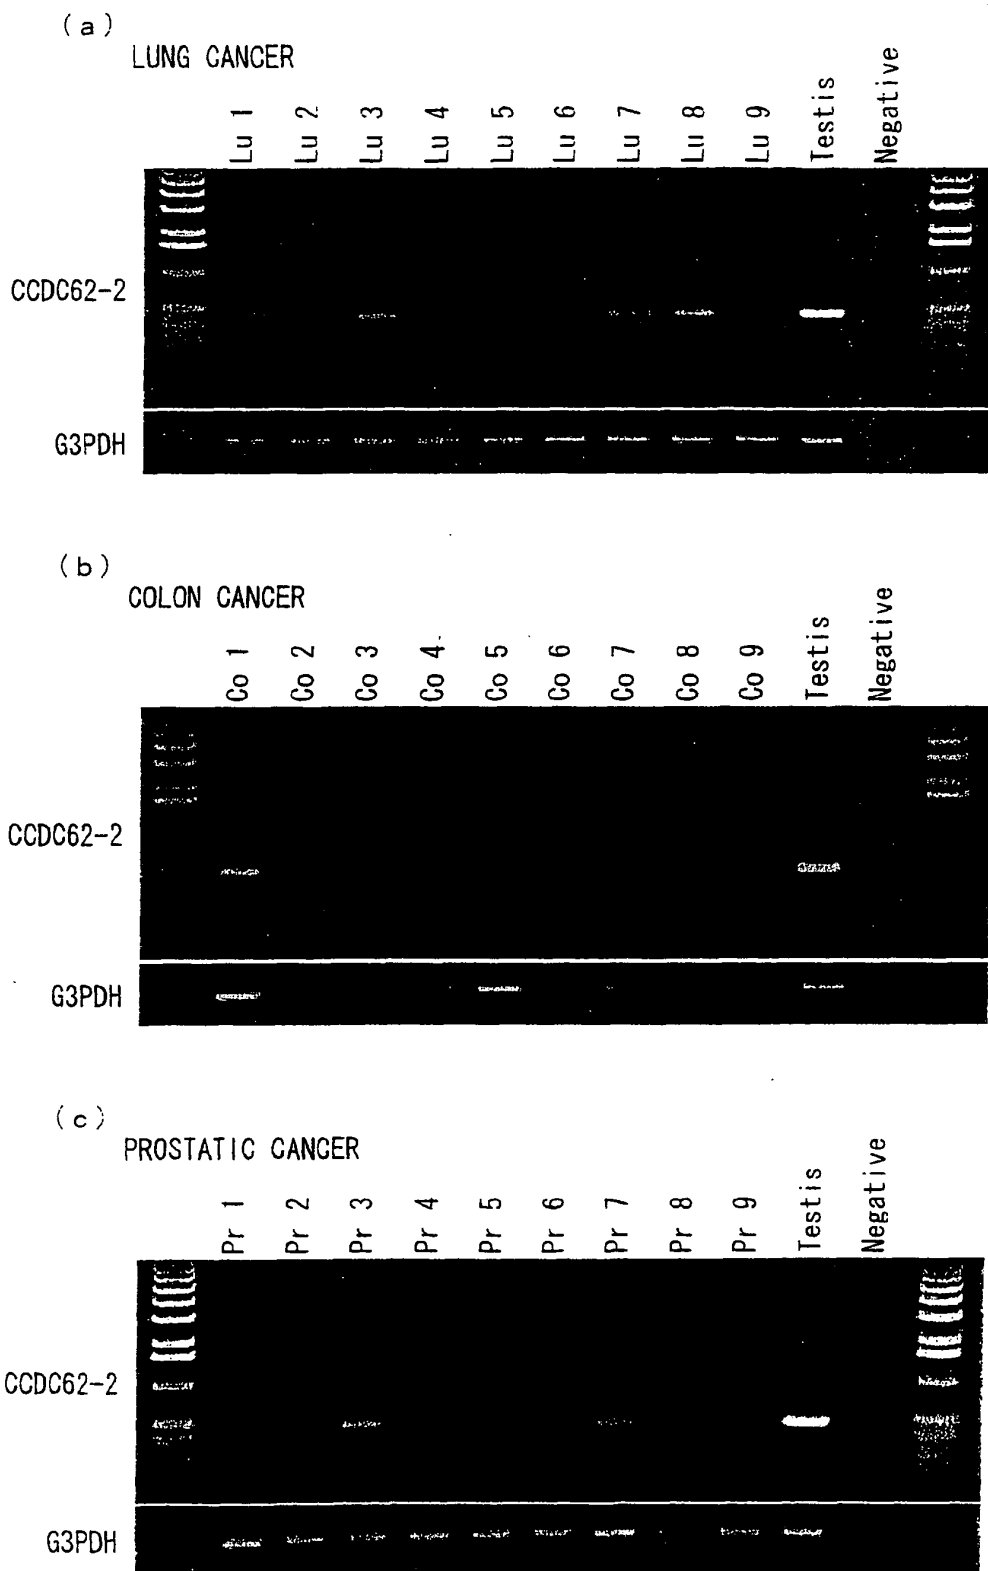 (a)
LUNG CANCER
Lu 1
Lu 2
Lu 3
Lu 4
Lu 5
Lu 6
Lu 7
Lu 8
Lu 9
Testis
Negative
CCDC62-2
G3PDH
(b)
COLON CANCER
Co 1
Co 2
Co 3
Co 4
Co 5
Co 6
Co 7
Co 8
Co 9
Testis
Negative
CCDC62-2
G3PDH
(c)
PROSTATIC CANCER
Pr 1
Pr 2
Pr 3
Pr 4
Pr 5
Pr 6
Pr 7
Pr 8
Pr 9
Testis
Negative
CCDC62-2
G3PDH